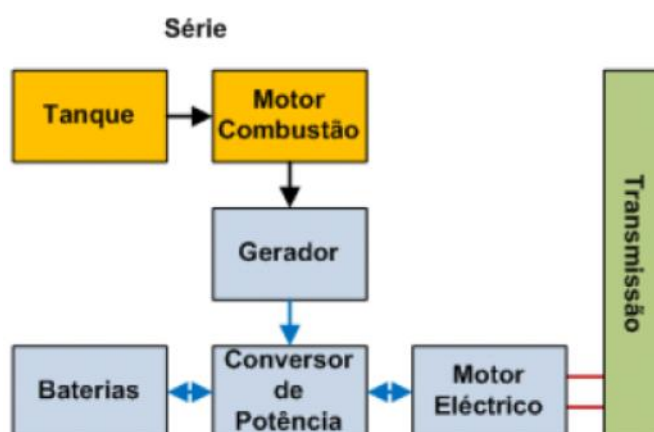 Série
Tanque
Motor
Combustão
Gerador
Transmissão
Baterias
Conversor
de
Potência
Motor
Eléctrico